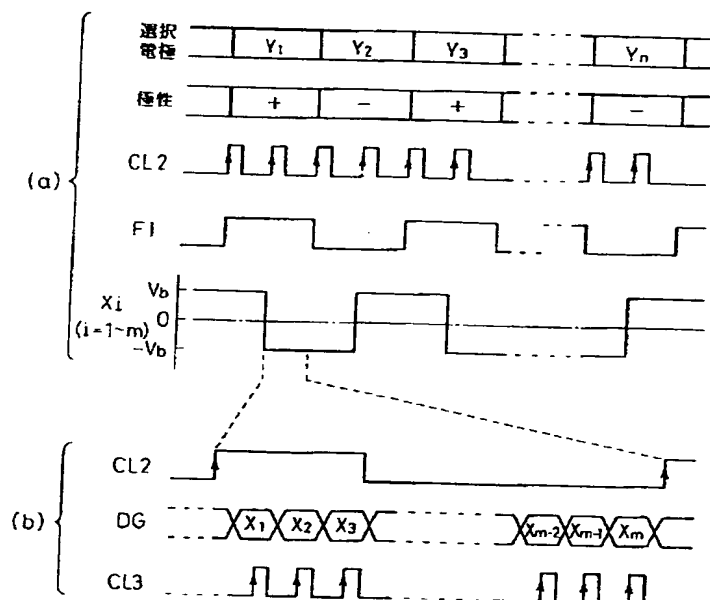 (a)
選択
電極 Y₁ Y₂ Y₃ Yn
極性 + - + -
CL2
F1
Xi
(i=1~m)
Vb
0
-Vb
(b)
CL2
DG X₁ X₂ X₃ Xm-2 Xm-1 Xm
CL3